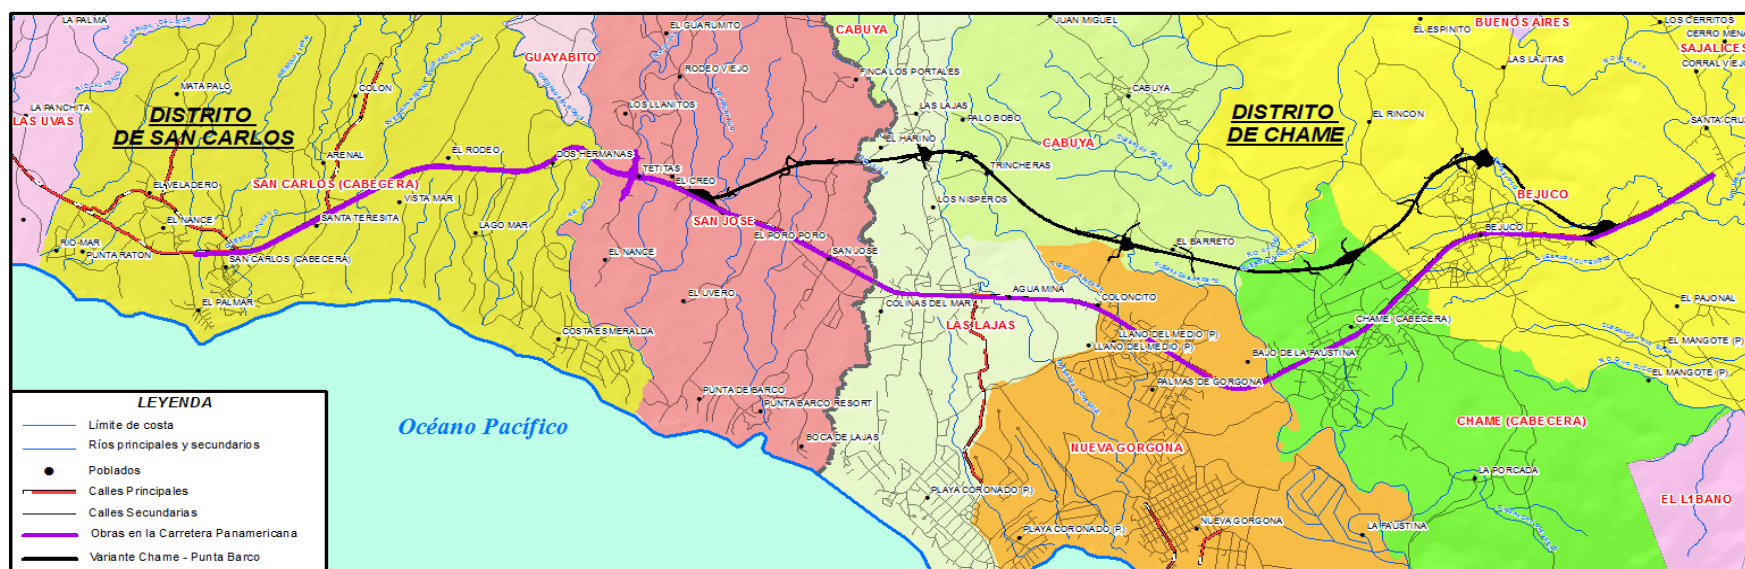 LA PALMA
EL GUARUMITO
CABUYA
JUAN MIGUEL
BUENOS AIRES
EL ESPINITO
LOS CERRITOS
CERRO MENA
SAJALICES
GUAYABITO
RODEO VIEJO
FINCA LOS PORTALES
LAS LAJITAS
CORRAL VIEJO
MATA PALO
COLON
CABUYA
LA PANCHITA
LAS UVAS
DISTRITO
DE SAN CARLOS
LOS LLANITOS
LAS LAJAS
PALO BOBO
DISTRITO
DE CHAME
EL RINCON
SANTA CRUZ
EL HARINO
CABUYA
ARENAL
EL RODEO
DOS HERMANAS
TETITAS
EL CREO
TRINCHERAS
EL VELADERO
SAN CARLOS (CABECERA)
VISTA MAR
BEJUCO
EL NANCE
SANTA TERESITA
LAGO MAR
SAN JOSE
EL PORO PORO
LOS NISPEROS
BEJUCO
RIO MAR
PUNTA RATON
SAN CARLOS (CABECERA)
EL NANCE
SAN JOSE
EL BARRETO
EL PALMAR
EL UVERO
COLINAS DEL MAR
AGUA MINA
COLONCITO
EL PAJONAL
COSTA ESMERALDA
LAS LAJAS
CHAME (CABECERA)
LLANO DEL MEDIO (P.)
LLANO DEL MEDIO (P.)
BAJO DE LA FAUSTINA
EL MANGOTE (P.)
EL MANGOTE (P.)
PALMAS DE GORGONA
PUNTA DE BARCO
PUNTA BARCO RESORT
Océano Pacífico
BOCA DE LAJAS
NUEVA GORGONA
CHAME (CABECERA)
LA PORCADA
PLAYA CORONADO (P.)
EL LIBANO
PLAYA CORONADO (P.)
NUEVA GORGONA
LA FAUSTINA
LEYENDA
Límite de costa
Ríos principales y secundarios
Poblados
Calles Principales
Calles Secundarias
Obras en la Carretera Panamericana
Variante Chame - Punta Barco